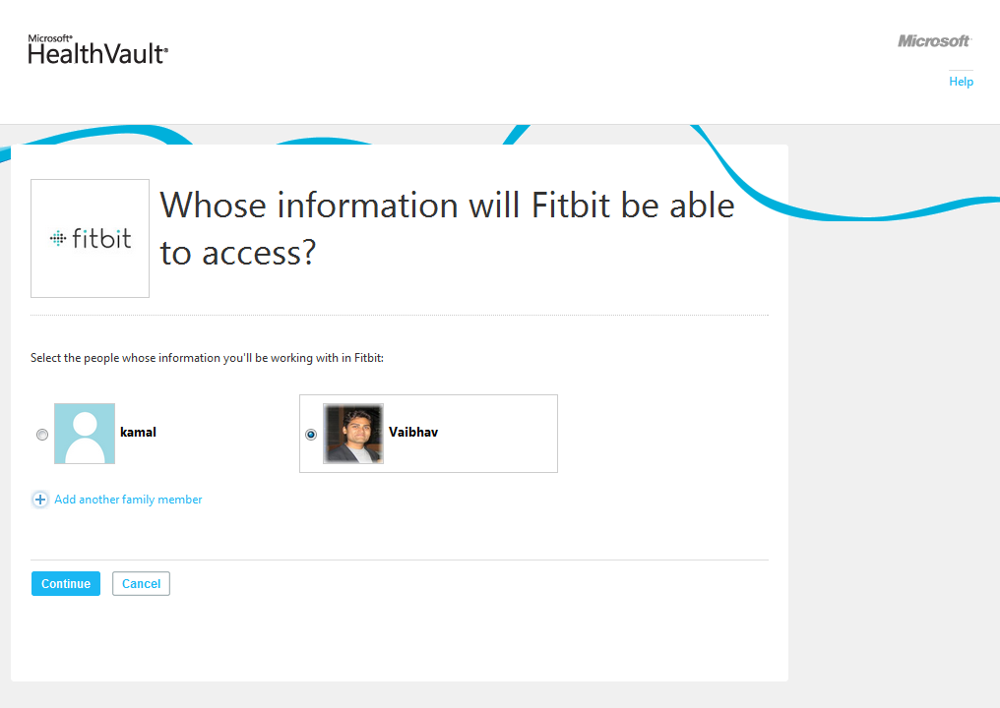 Microsoft®
HealthVault®
Microsoft
Help
fitbit
Whose information will Fitbit be able
to access?
Select the people whose information you'll be working with in Fitbit:
kamal
Vaibhav
Add another family member
Continue
Cancel